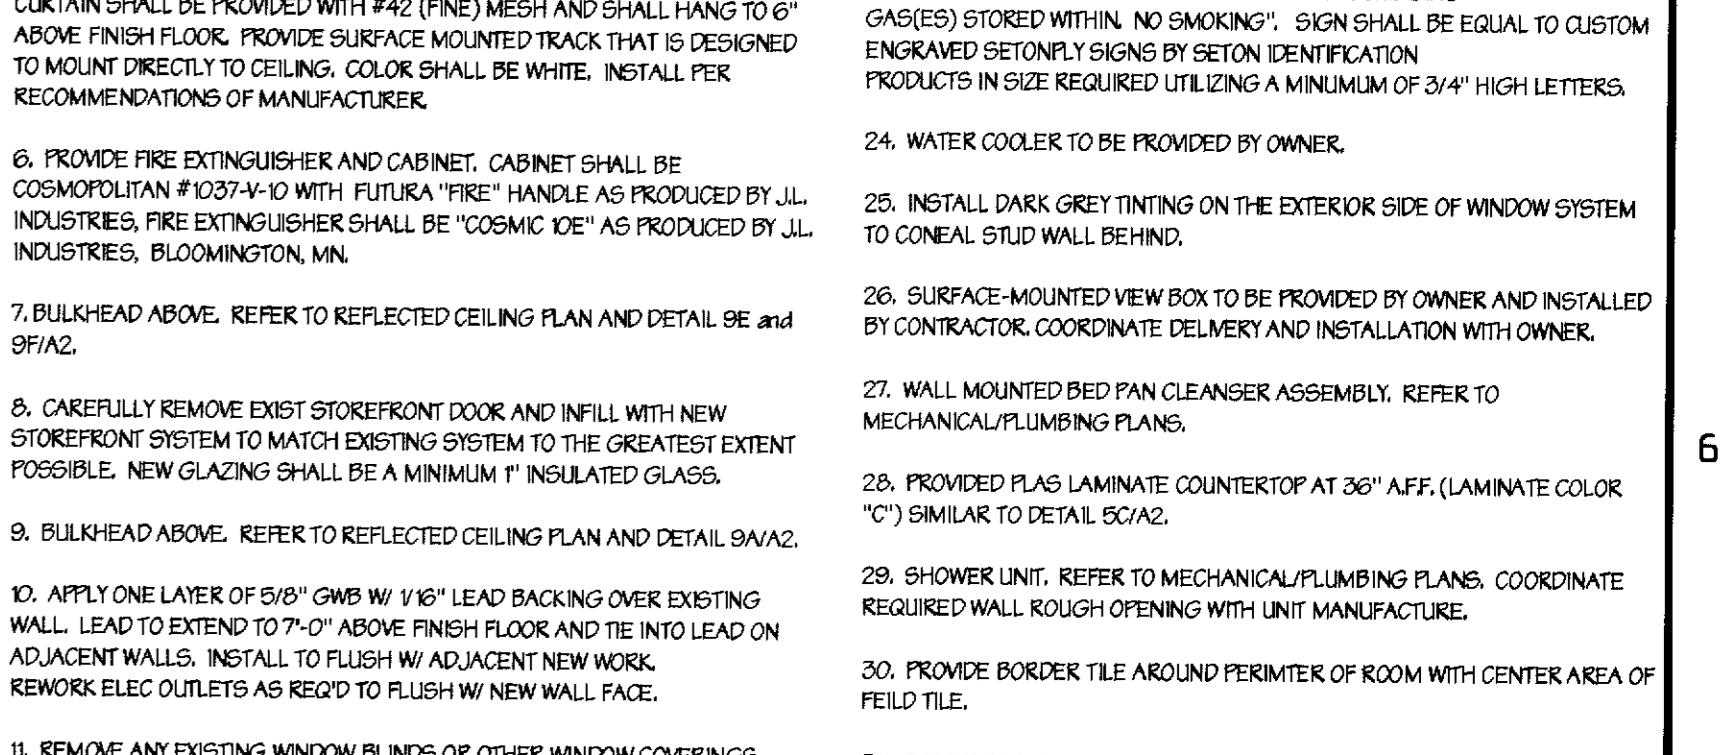 CURTAIN SHALL BE PROVIDED WITH #42 (FINE) MESH AND SHALL HANG TO 6"
ABOVE FINISH FLOOR. PROVIDE SURFACE MOUNTED TRACK THAT IS DESIGNED
TO MOUNT DIRECTLY TO CEILING. COLOR SHALL BE WHITE. INSTALL PER
RECOMMENDATIONS OF MANUFACTURER.
6. PROVIDE FIRE EXTINGUISHER AND CABINET. CABINET SHALL BE
COSMOPOLITAN #1037-V-10 WITH FUTURA "FIRE" HANDLE AS PRODUCED BY J.L.
INDUSTRIES, FIRE EXTINGUISHER SHALL BE "COSMIC 10E" AS PRODUCED BY J.L.
INDUSTRIES, BLOOMINGTON, MN.
7. BULKHEAD ABOVE. REFER TO REFLECTED CEILING PLAN AND DETAIL 9E and
9F/A2.
8. CAREFULLY REMOVE EXIST STOREFRONT DOOR AND INFILL WITH NEW
STOREFRONT SYSTEM TO MATCH EXISTING SYSTEM TO THE GREATEST EXTENT
POSSIBLE. NEW GLAZING SHALL BE A MINIMUM 1" INSULATED GLASS.
9. BULKHEAD ABOVE. REFER TO REFLECTED CEILING PLAN AND DETAIL 9A/A2.
10. APPLY ONE LAYER OF 5/8" GWB W/ 1/16" LEAD BACKING OVER EXISTING
WALL. LEAD TO EXTEND TO 7'-0" ABOVE FINISH FLOOR AND TIE INTO LEAD ON
ADJACENT WALLS. INSTALL TO FLUSH W/ ADJACENT NEW WORK.
REWORK ELEC OUTLETS AS REQ'D TO FLUSH W/ NEW WALL FACE.
11. REMOVE ANY EXISTING WINDOW BLINDS OR OTHER WINDOW COVERINGS
GAS(ES) STORED WITHIN. NO SMOKING". SIGN SHALL BE EQUAL TO CUSTOM
ENGRAVED SETONPLY SIGNS BY SETON IDENTIFICATION
PRODUCTS IN SIZE REQUIRED UTILIZING A MINUMUM OF 3/4" HIGH LETTERS.
24. WATER COOLER TO BE PROVIDED BY OWNER.
25. INSTALL DARK GREY TINTING ON THE EXTERIOR SIDE OF WINDOW SYSTEM
TO CONEAL STUD WALL BEHIND.
26. SURFACE-MOUNTED VIEW BOX TO BE PROVIDED BY OWNER AND INSTALLED
BY CONTRACTOR. COORDINATE DELIVERY AND INSTALLATION WITH OWNER.
27. WALL MOUNTED BED PAN CLEANSER ASSEMBLY. REFER TO
MECHANICAL/PLUMBING PLANS.
28. PROVIDED PLAS LAMINATE COUNTERTOP AT 36" A.F.F. (LAMINATE COLOR
"C") SIMILAR TO DETAIL 5C/A2.
29. SHOWER UNIT. REFER TO MECHANICAL/PLUMBING PLANS. COORDINATE
REQUIRED WALL ROUGH OPENING WITH UNIT MANUFACTURE.
30. PROVIDE BORDER TILE AROUND PERIMTER OF ROOM WITH CENTER AREA OF
FEILD TILE.
6